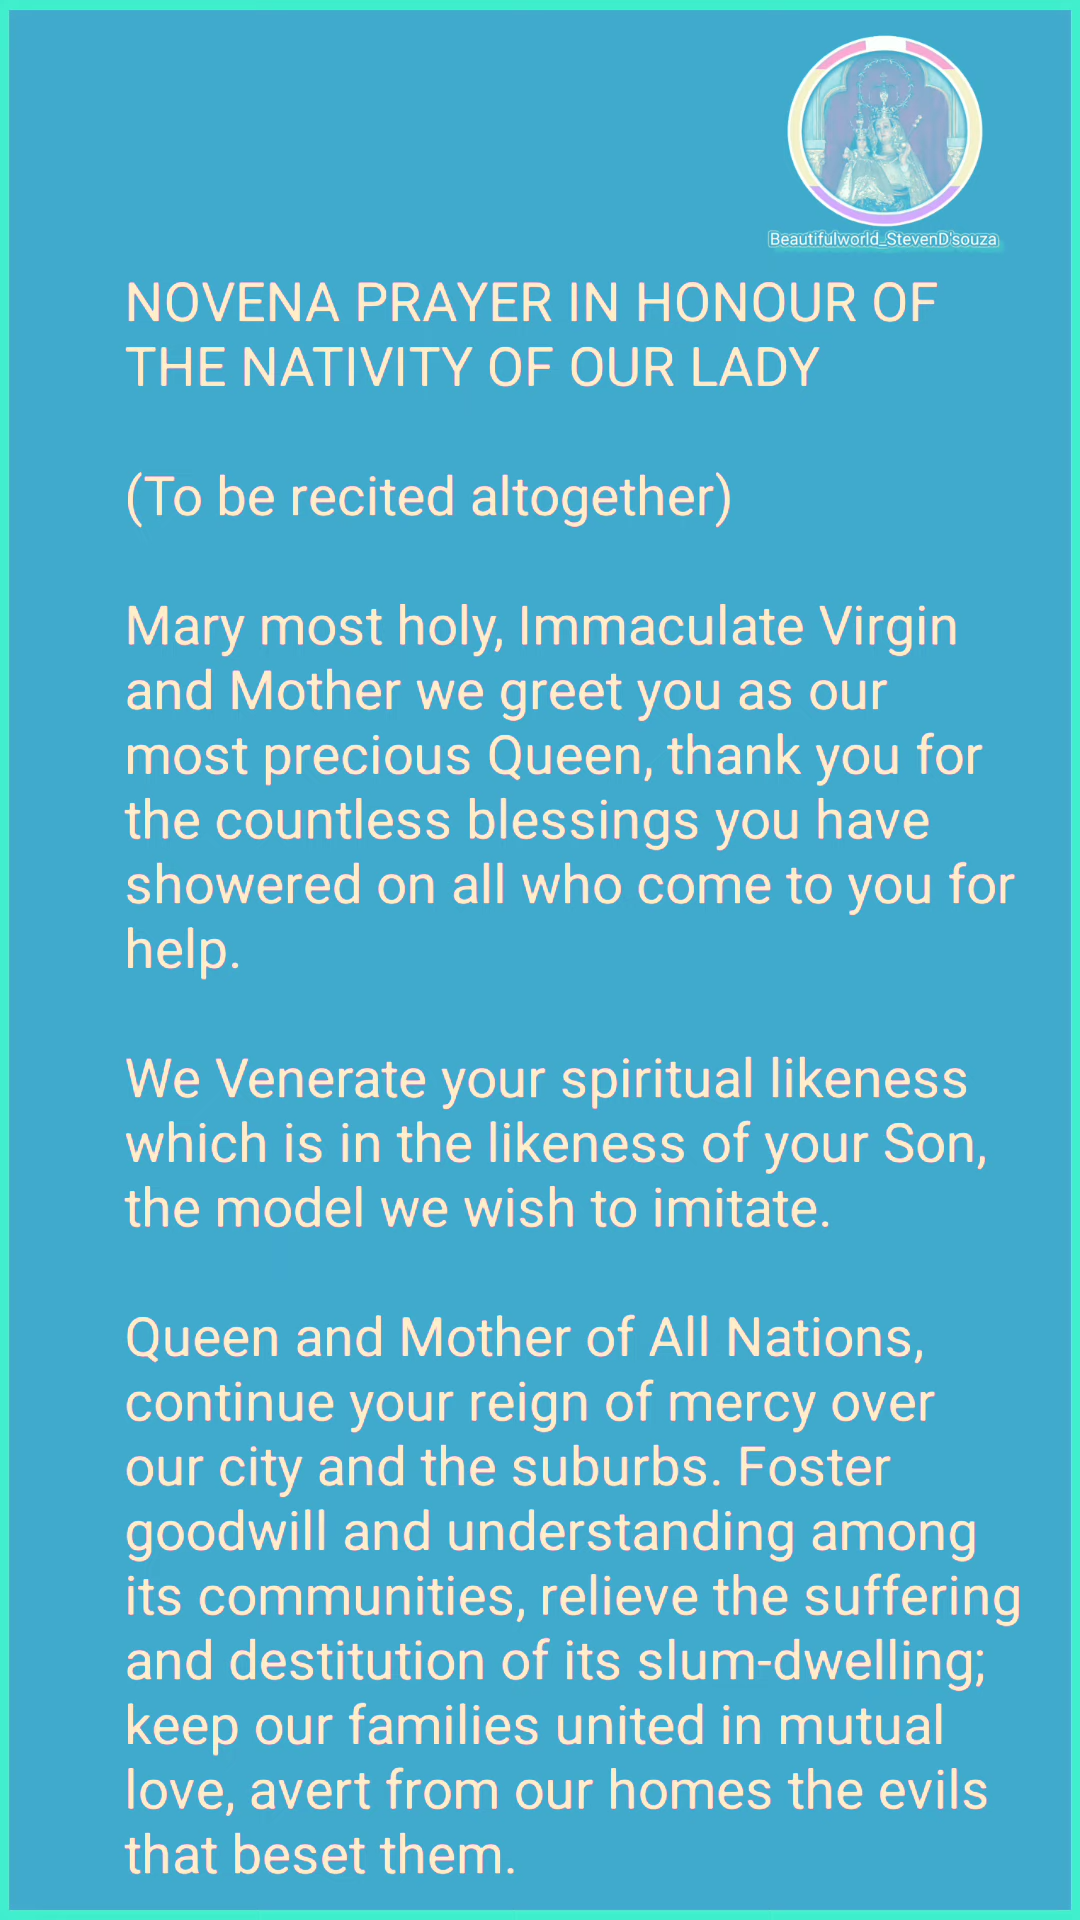 Beautifulworld_StevenD'souza
NOVENA PRAYER IN HONOUR OF
THE NATIVITY OF OUR LADY
(To be recited altogether)
Mary most holy, Immaculate Virgin
and Mother we greet you as our
most precious Queen, thank you for
the countless blessings you have
showered on all who come to you for
help.
We Venerate your spiritual likeness
which is in the likeness of your Son,
the model we wish to imitate.
Queen and Mother of All Nations,
continue your reign of mercy over
our city and the suburbs. Foster
goodwill and understanding among
its communities, relieve the suffering
and destitution of its slum-dwelling;
keep our families united in mutual
love, avert from our homes the evils
that beset them.